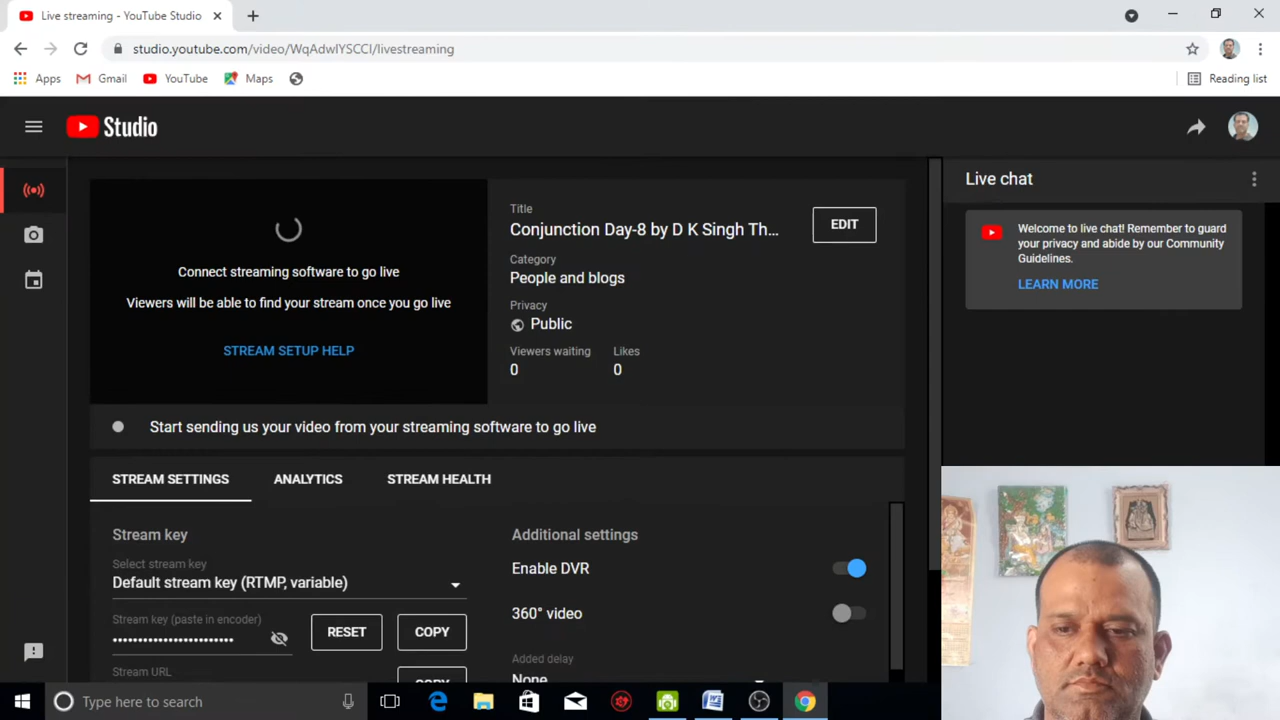 Live streaming - YouTube Studio
studio.youtube.com/video/WqAdwlYSCCI/livestreaming
Apps
Gmail
YouTube
Maps
Reading list
Studio
Connect streaming software to go live
Viewers will be able to find your stream once you go live
STREAM SETUP HELP
Title
Conjunction Day-8 by D K Singh Th...
EDIT
Category
People and blogs
Privacy
Public
Viewers waiting
Likes
0
0
Start sending us your video from your streaming software to go live
Live chat
Welcome to live chat! Remember to guard
your privacy and abide by our Community
Guidelines.
LEARN MORE
STREAM SETTINGS
ANALYTICS
STREAM HEALTH
Stream key
Select stream key
Default stream key (RTMP, variable)
Stream key (paste in encoder)
RESET
COPY
Stream URL
COPY
Additional settings
Enable DVR
360° video
Added delay
None
Type here to search